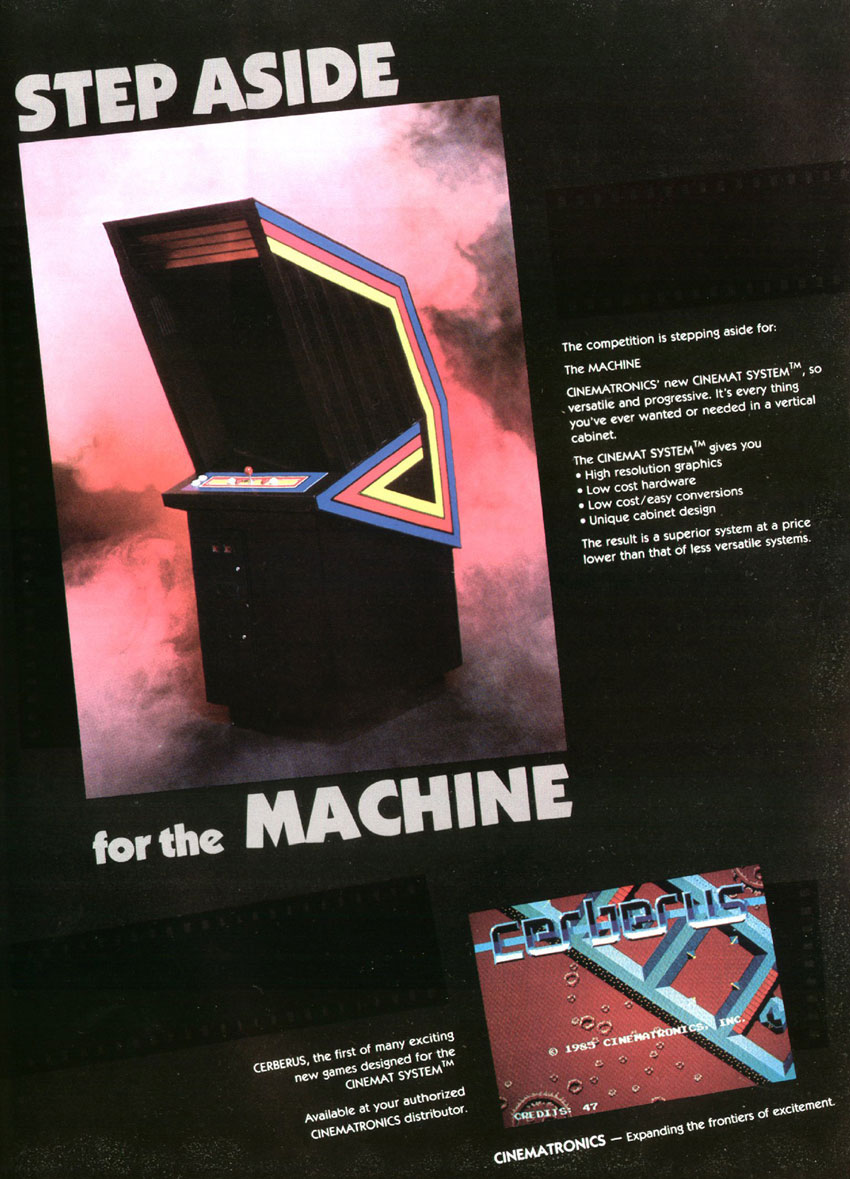 STEP ASIDE
The competition is stepping aside for:
The MACHINE
CINEMATRONICS' new CINEMAT SYSTEM™, so
versatile and progressive. It's every thing
you've ever wanted or needed in a vertical
cabinet.
The CINEMAT SYSTEM™ gives you
• High resolution graphics
• Low cost hardware
• Low cost/easy conversions
• Unique cabinet design
The result is a superior system at a price
lower than that of less versatile systems.
for the MACHINE
cerberus
© 1985 CINEMATRONICS, INC.
CREDITS: 47
CERBERUS, the first of many exciting
new games designed for the
CINEMAT SYSTEM™
Available at your authorized
CINEMATRONICS distributor.
CINEMATRONICS — Expanding the frontiers of excitement.